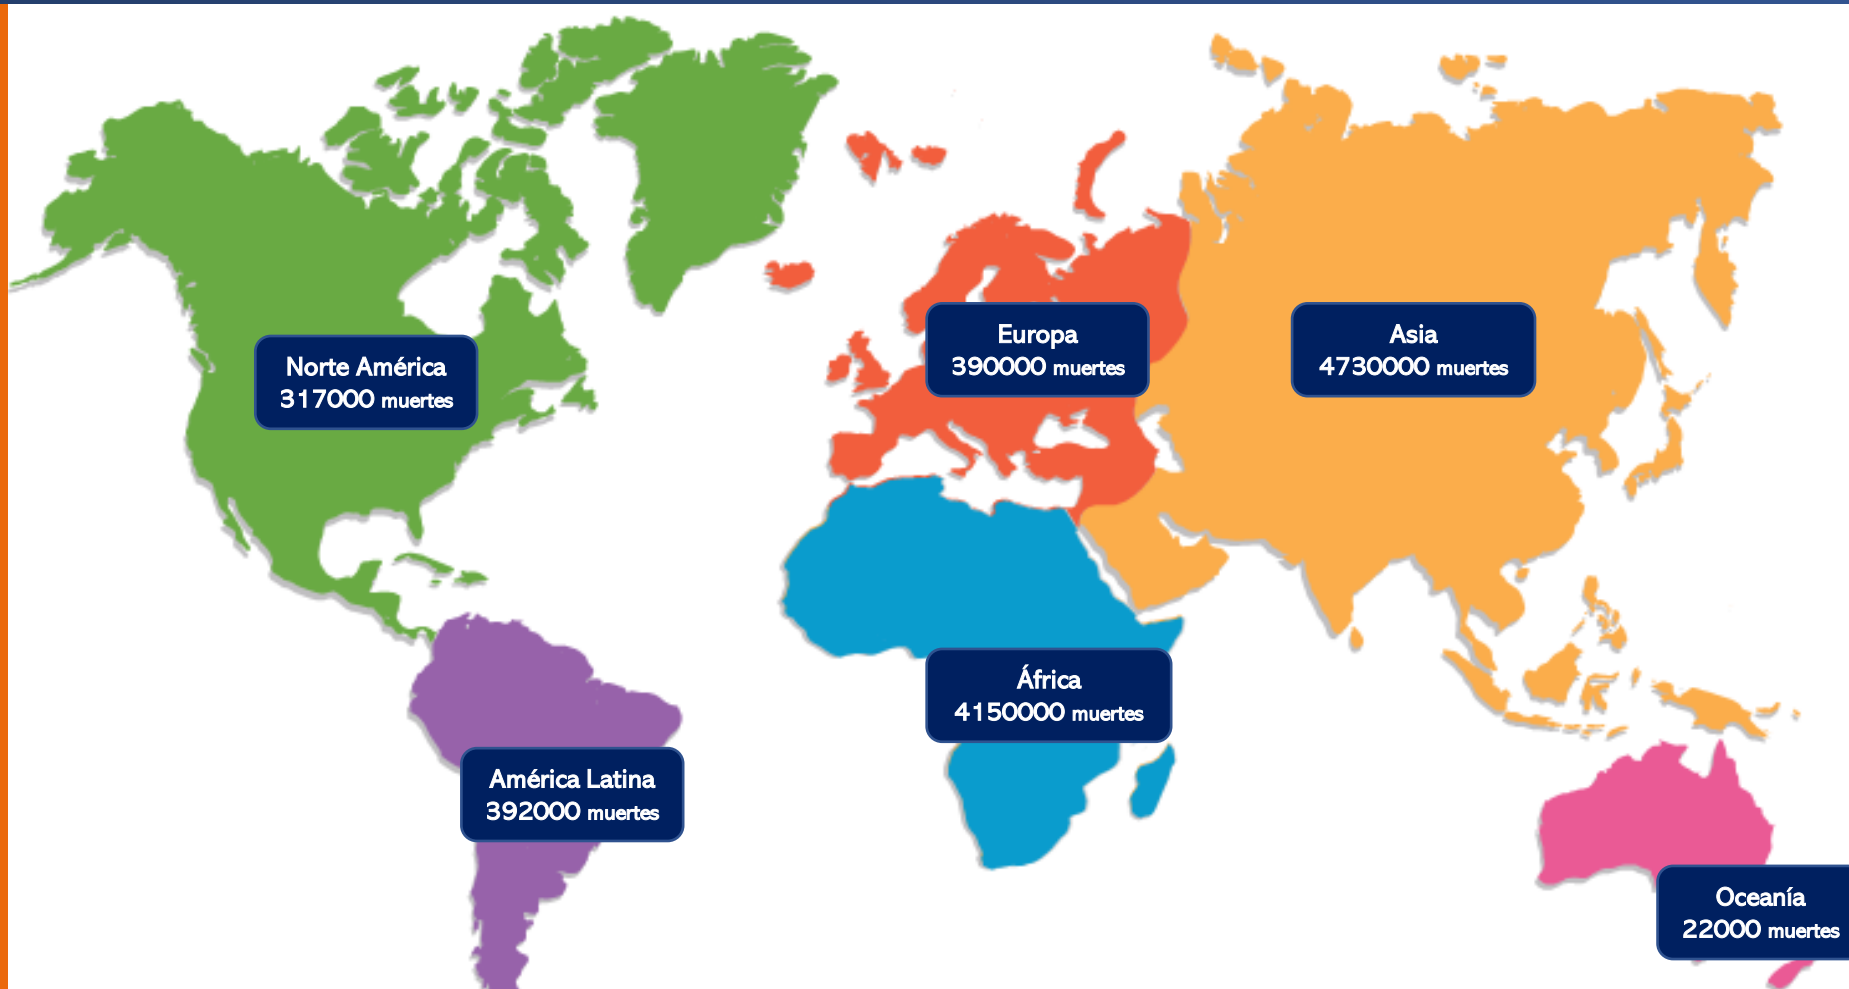 Norte América
317000 muertes
Europa
390000 muertes
Asia
4730000 muertes
África
4150000 muertes
América Latina
392000 muertes
Oceanía
22000 muertes